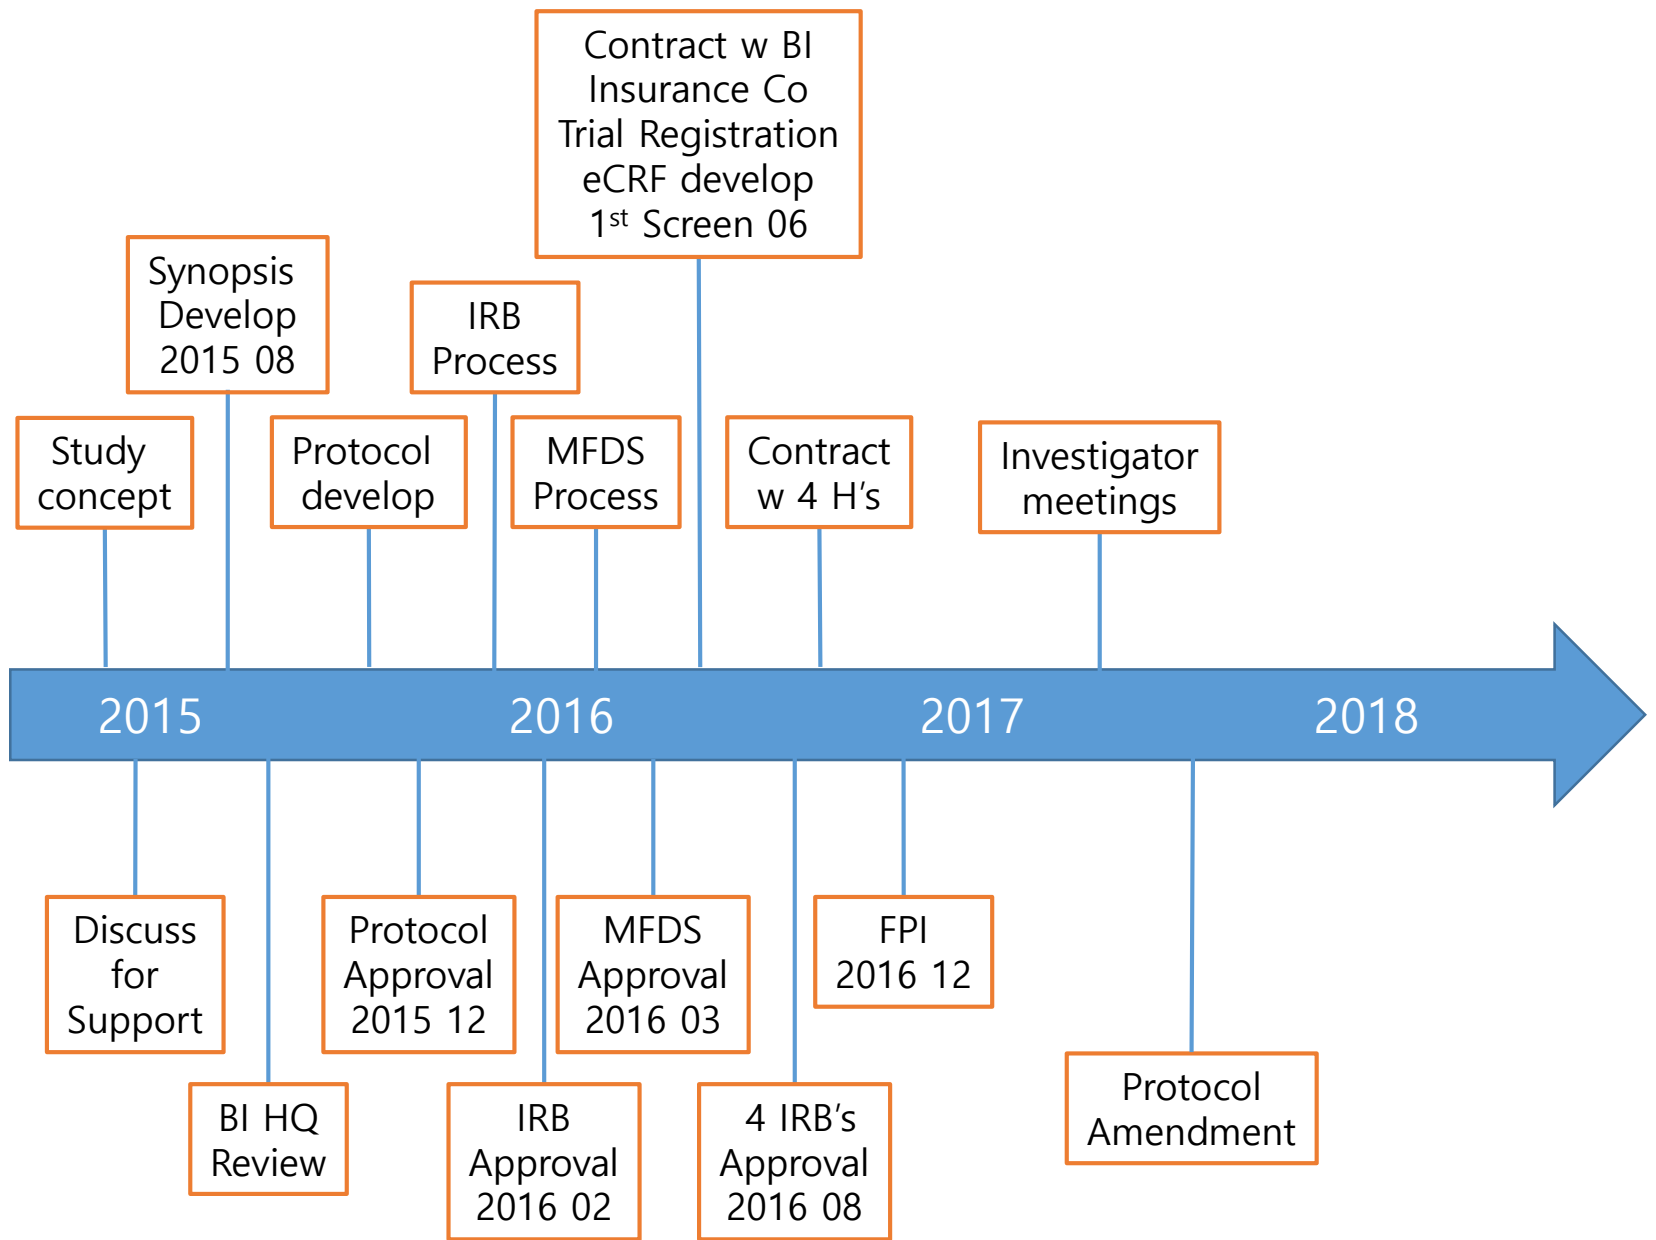 Contract w BI
Insurance Co
Trial Registration
eCRF develop
1st Screen 06
Synopsis
Develop
2015 08
IRB
Process
Study
concept
Protocol
develop
MFDS
Process
Contract
w 4 H's
Investigator
meetings
2015
2016
2017
2018
Discuss
for
Support
Protocol
Approval
2015 12
MFDS
Approval
2016 03
FPI
2016 12
BI HQ
Review
IRB
Approval
2016 02
4 IRB's
Approval
2016 08
Protocol
Amendment